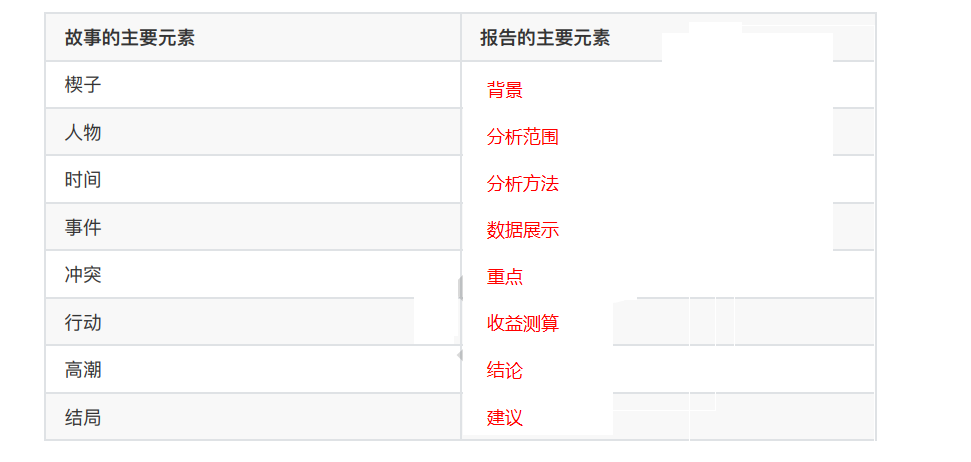 故事的主要元素 报告的主要元素
楔子 背景
人物 分析范围
时间 分析方法
事件 数据展示
冲突 重点
行动 收益测算
高潮 结论
结局 建议